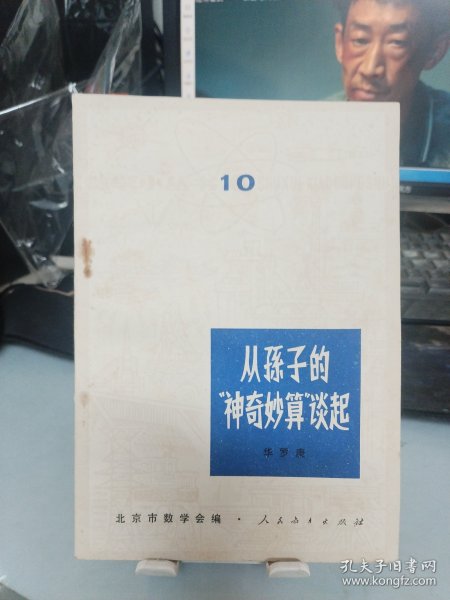 10
从孫子的
“神奇妙算”谈起
华罗庚
北京市数学会编 · 人民教育出版社
孔夫子旧书网
www.kongfz.com